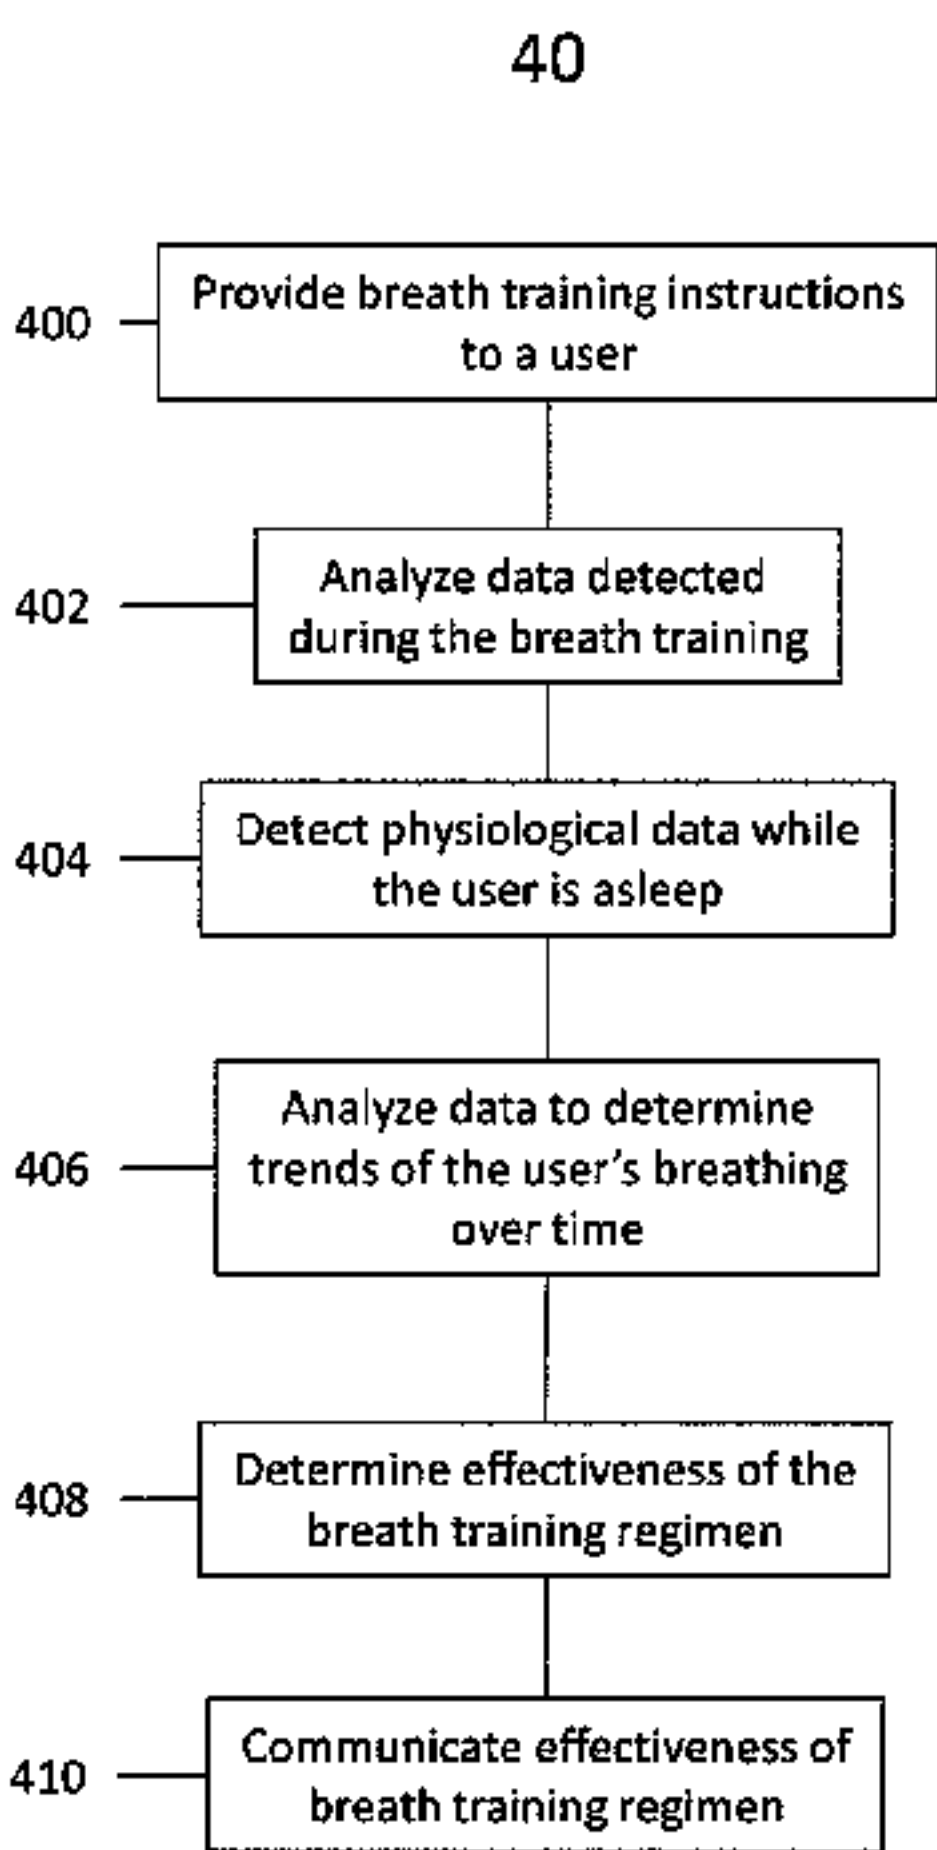 40
400
Provide breath training instructions
to a user
402
Analyze data detected
during the breath training
404
Detect physiological data while
the user is asleep
406
Analyze data to determine
trends of the user's breathing
over time
408
Determine effectiveness of the
breath training regimen
410
Communicate effectiveness of
breath training regimen